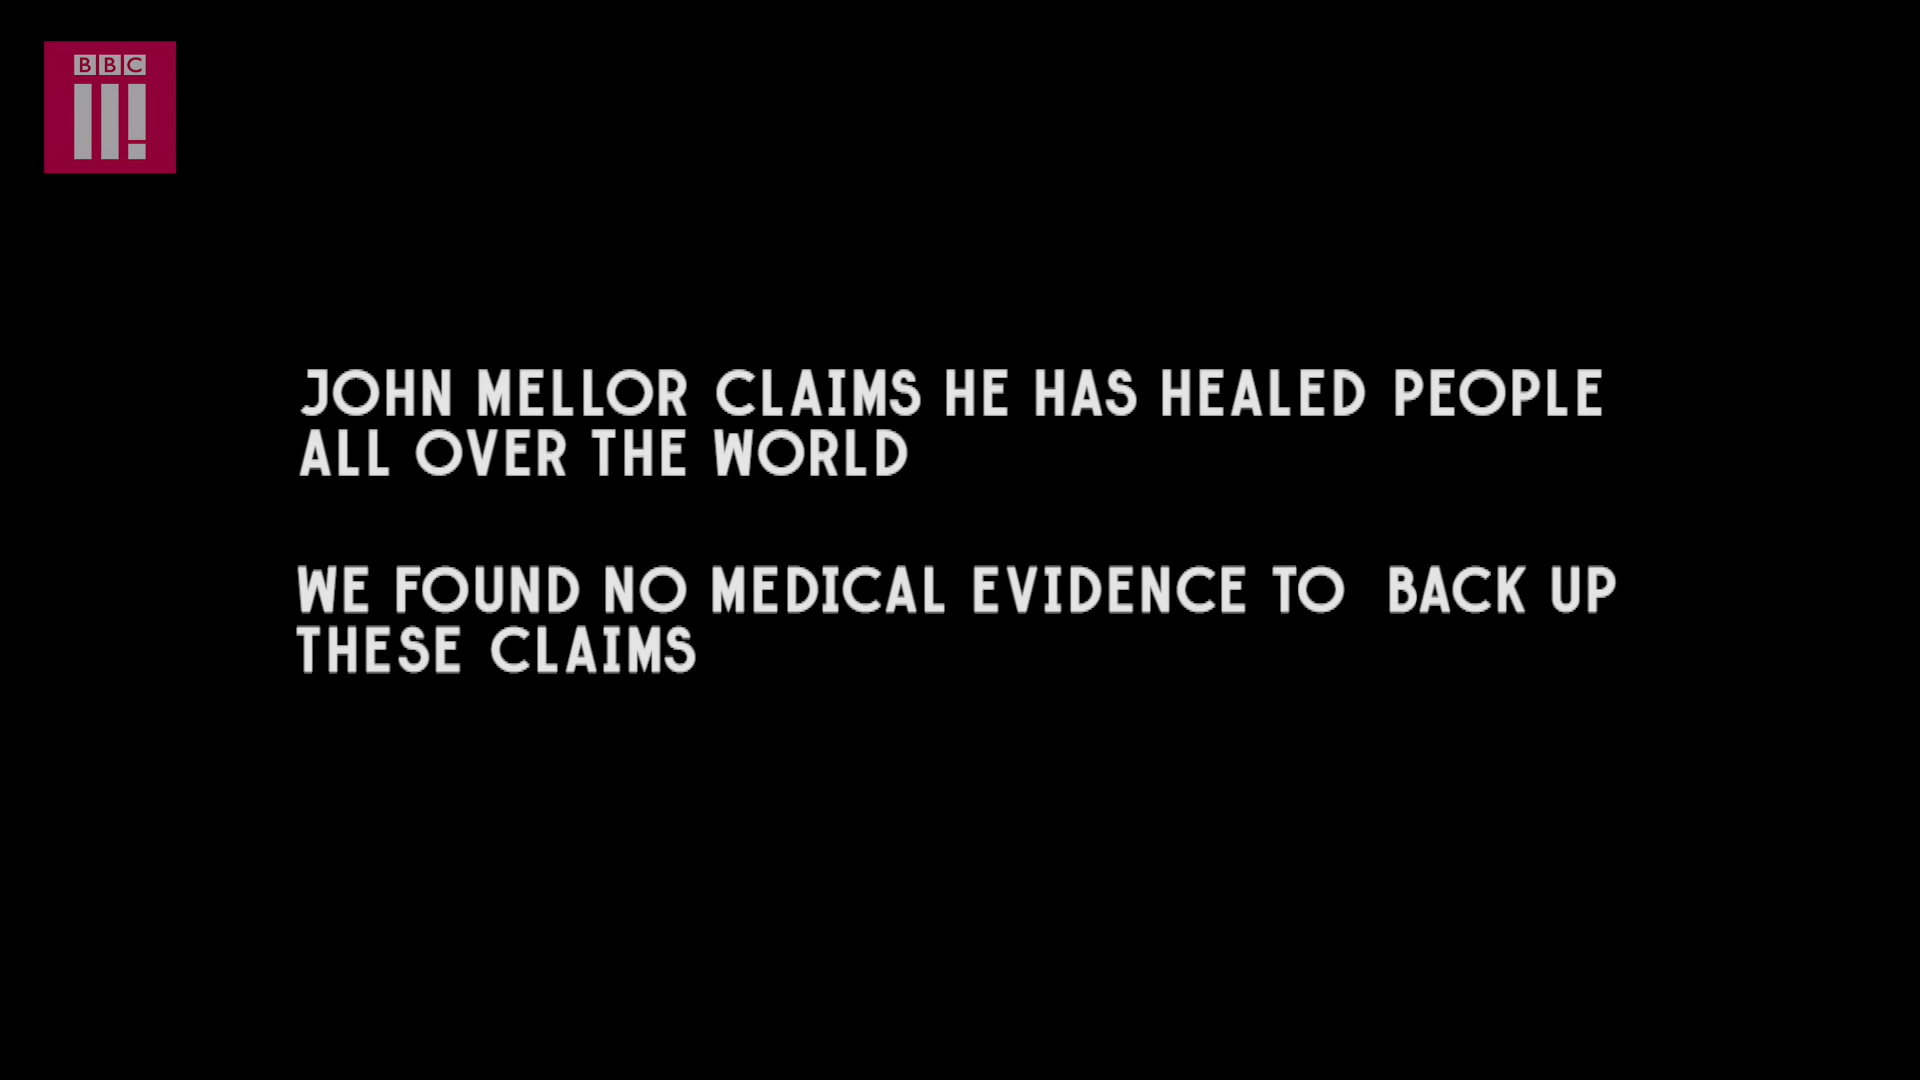 BBC
JOHN MELLOR CLAIMS HE HAS HEALED PEOPLE
ALL OVER THE WORLD
WE FOUND NO MEDICAL EVIDENCE TO  BACK UP
THESE CLAIMS